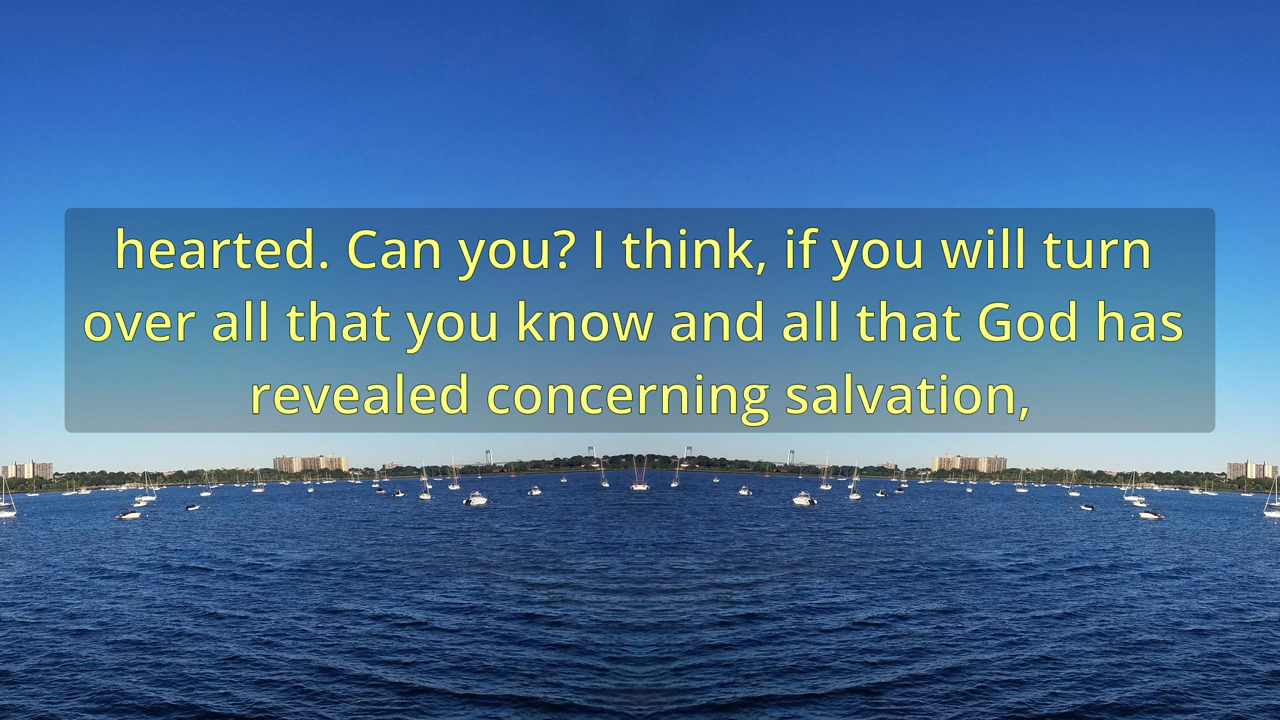 hearted. Can you? I think, if you will turn
over all that you know and all that God has
revealed concerning salvation,